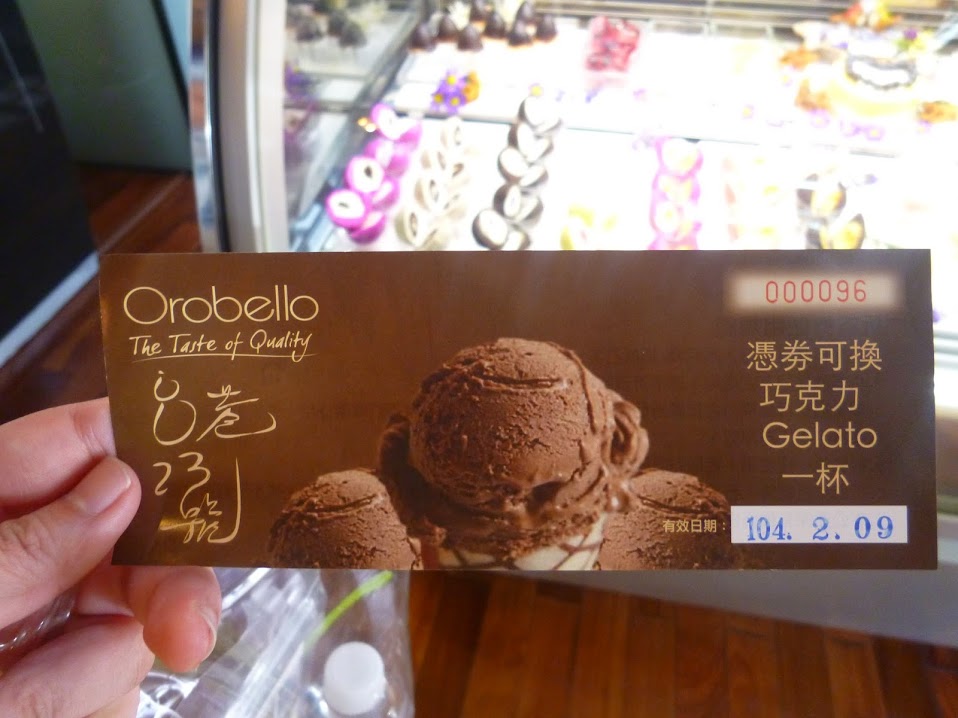 Orobello
The Taste of Quality
000096
憑券可換
巧克力
Gelato
一杯
有效日期：104. 2. 09